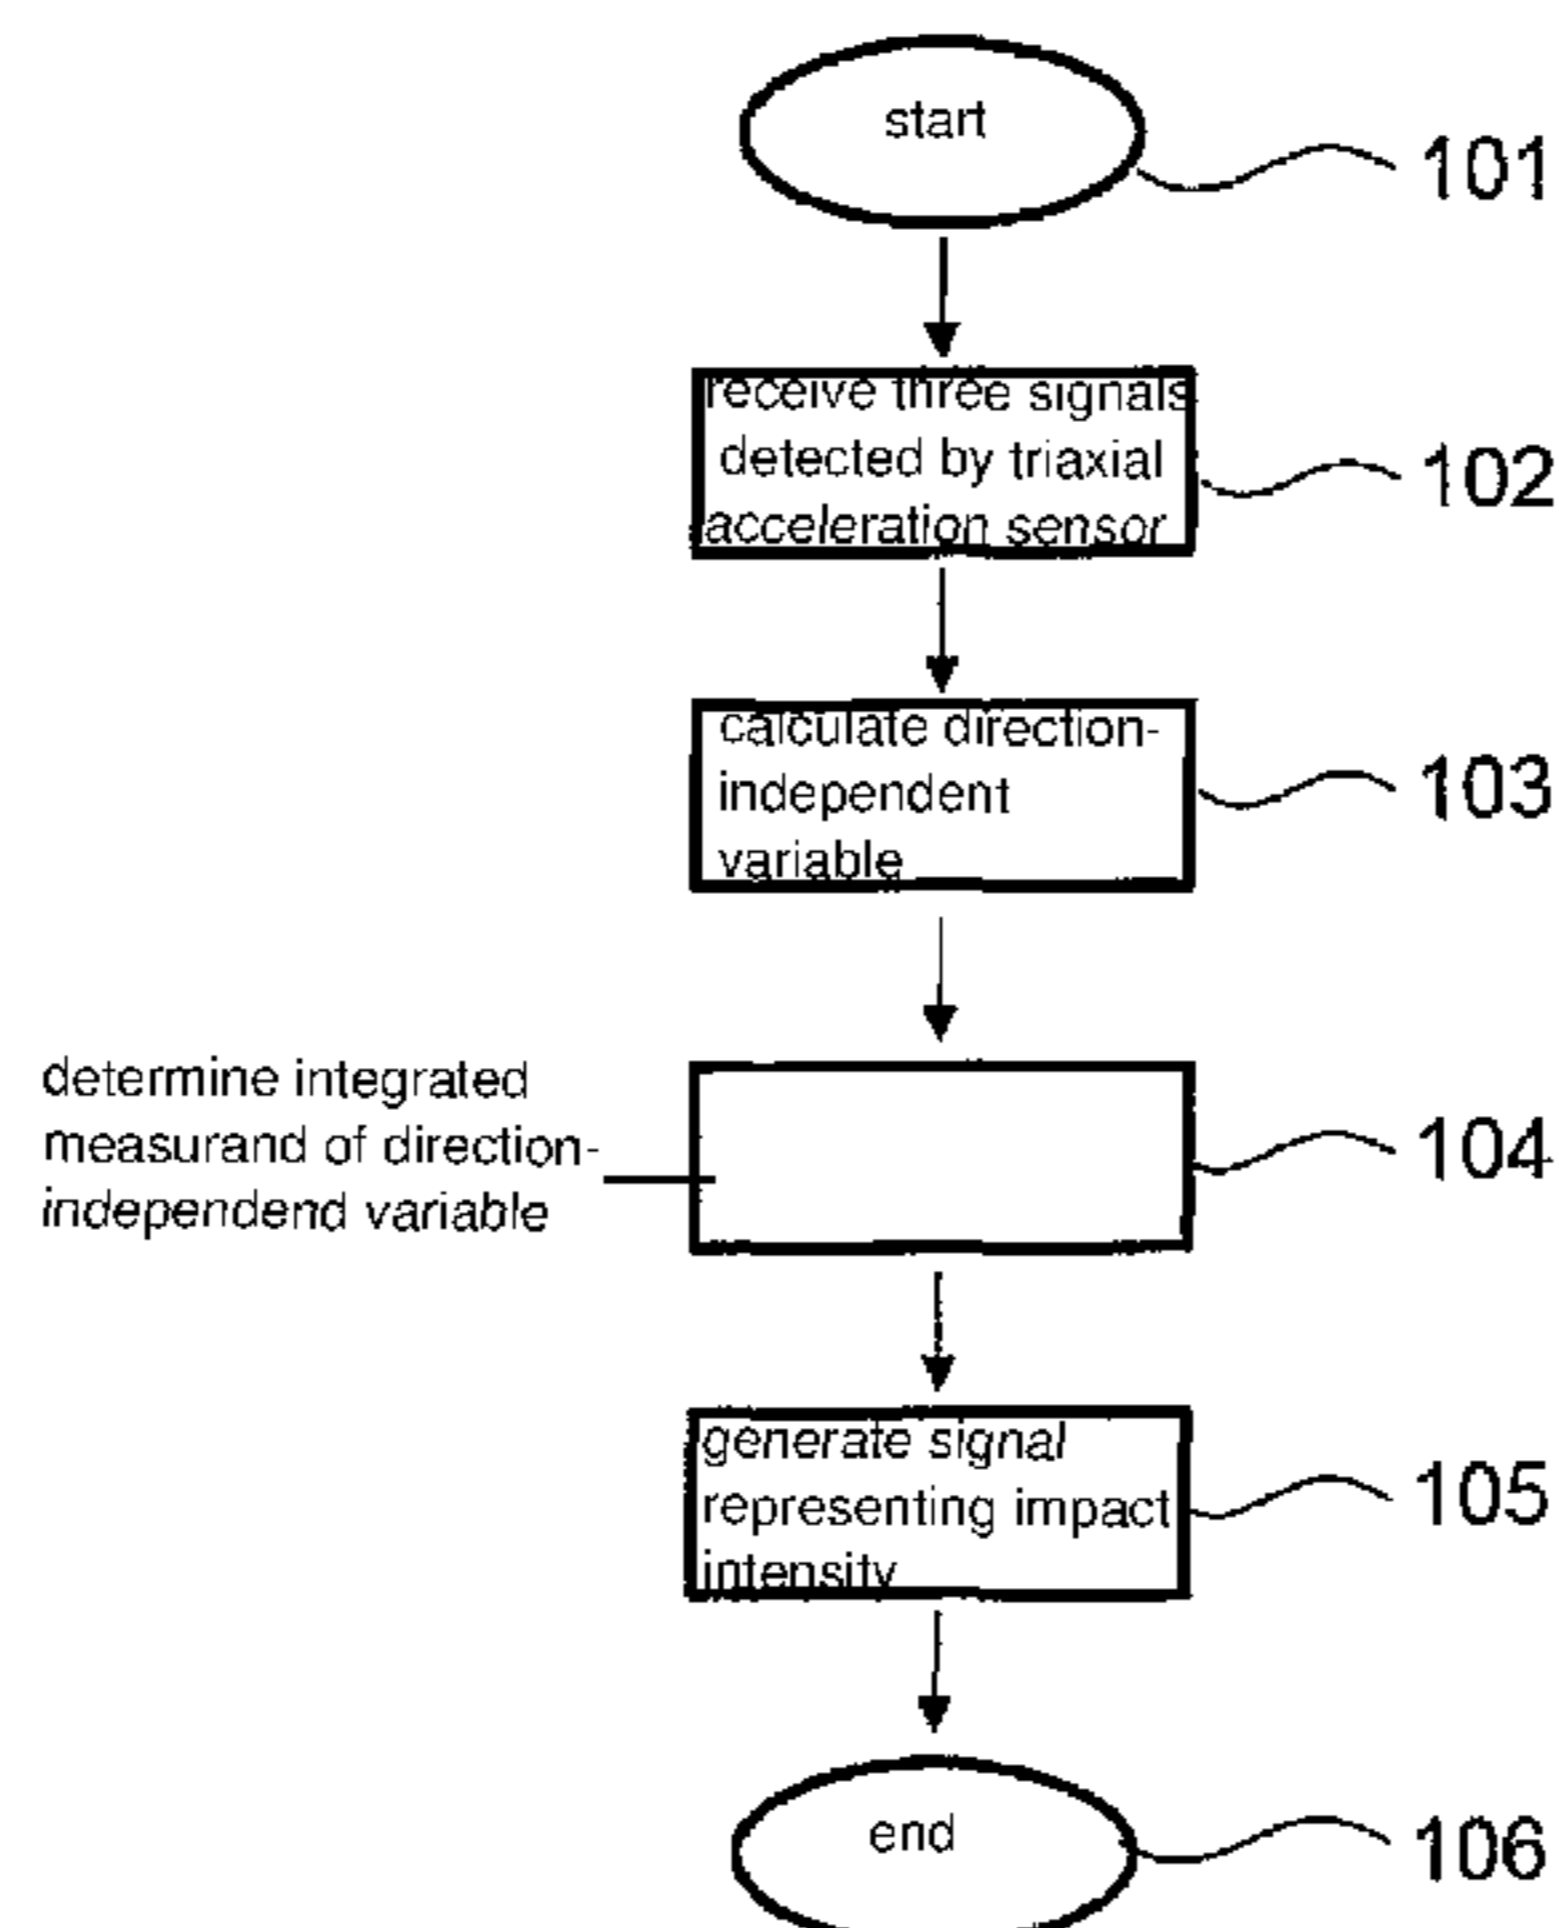 start
101
receive three signals
detected by triaxial
acceleration sensor
102
calculate direction-
independent
variable
103
determine integrated
measurand of direction-
independend variable
104
generate signal
representing impact
intensity
105
end
106